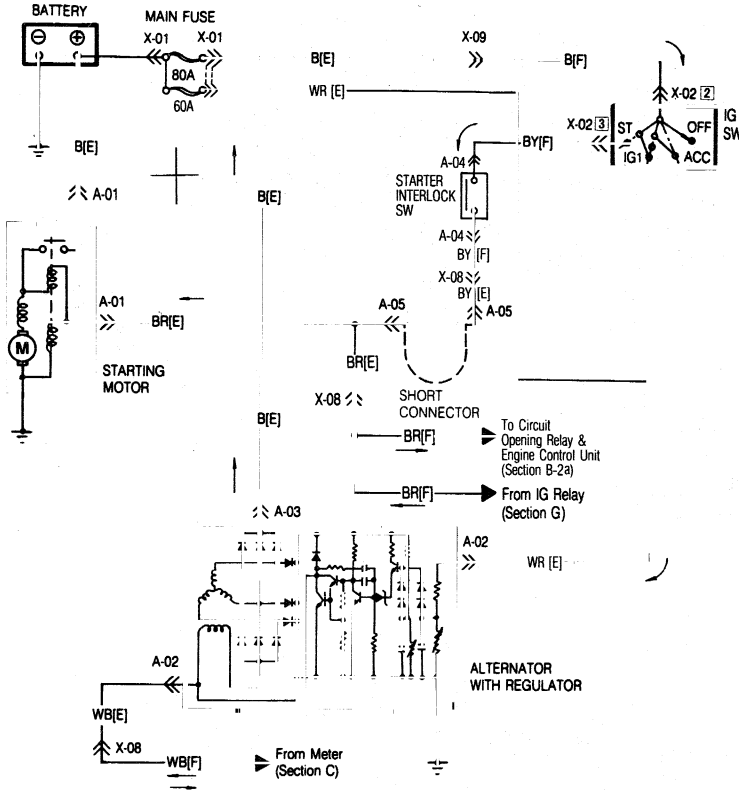 BATTERY
MAIN FUSE
X-01
X-01
80A
60A
B[E]
X-09
B[F]
WR [E]
X-02 2
X-02 3
ST
OFF
IG1
ACC
IG
SW
BY[F]
A-04
STARTER
INTERLOCK
SW
A-04
BY [F]
X-08
BY [E]
A-05
A-05
B[E]
A-01
B[E]
A-01
BR[E]
M
STARTING
MOTOR
BR[E]
X-08
SHORT
CONNECTOR
B[E]
BR[F]
To Circuit
Opening Relay &
Engine Control Unit
(Section B-2a)
BR[F]
From IG Relay
(Section G)
A-03
A-02
WR [E]
A-02
ALTERNATOR
WITH REGULATOR
WB[E]
X-08
WB[F]
From Meter
(Section C)